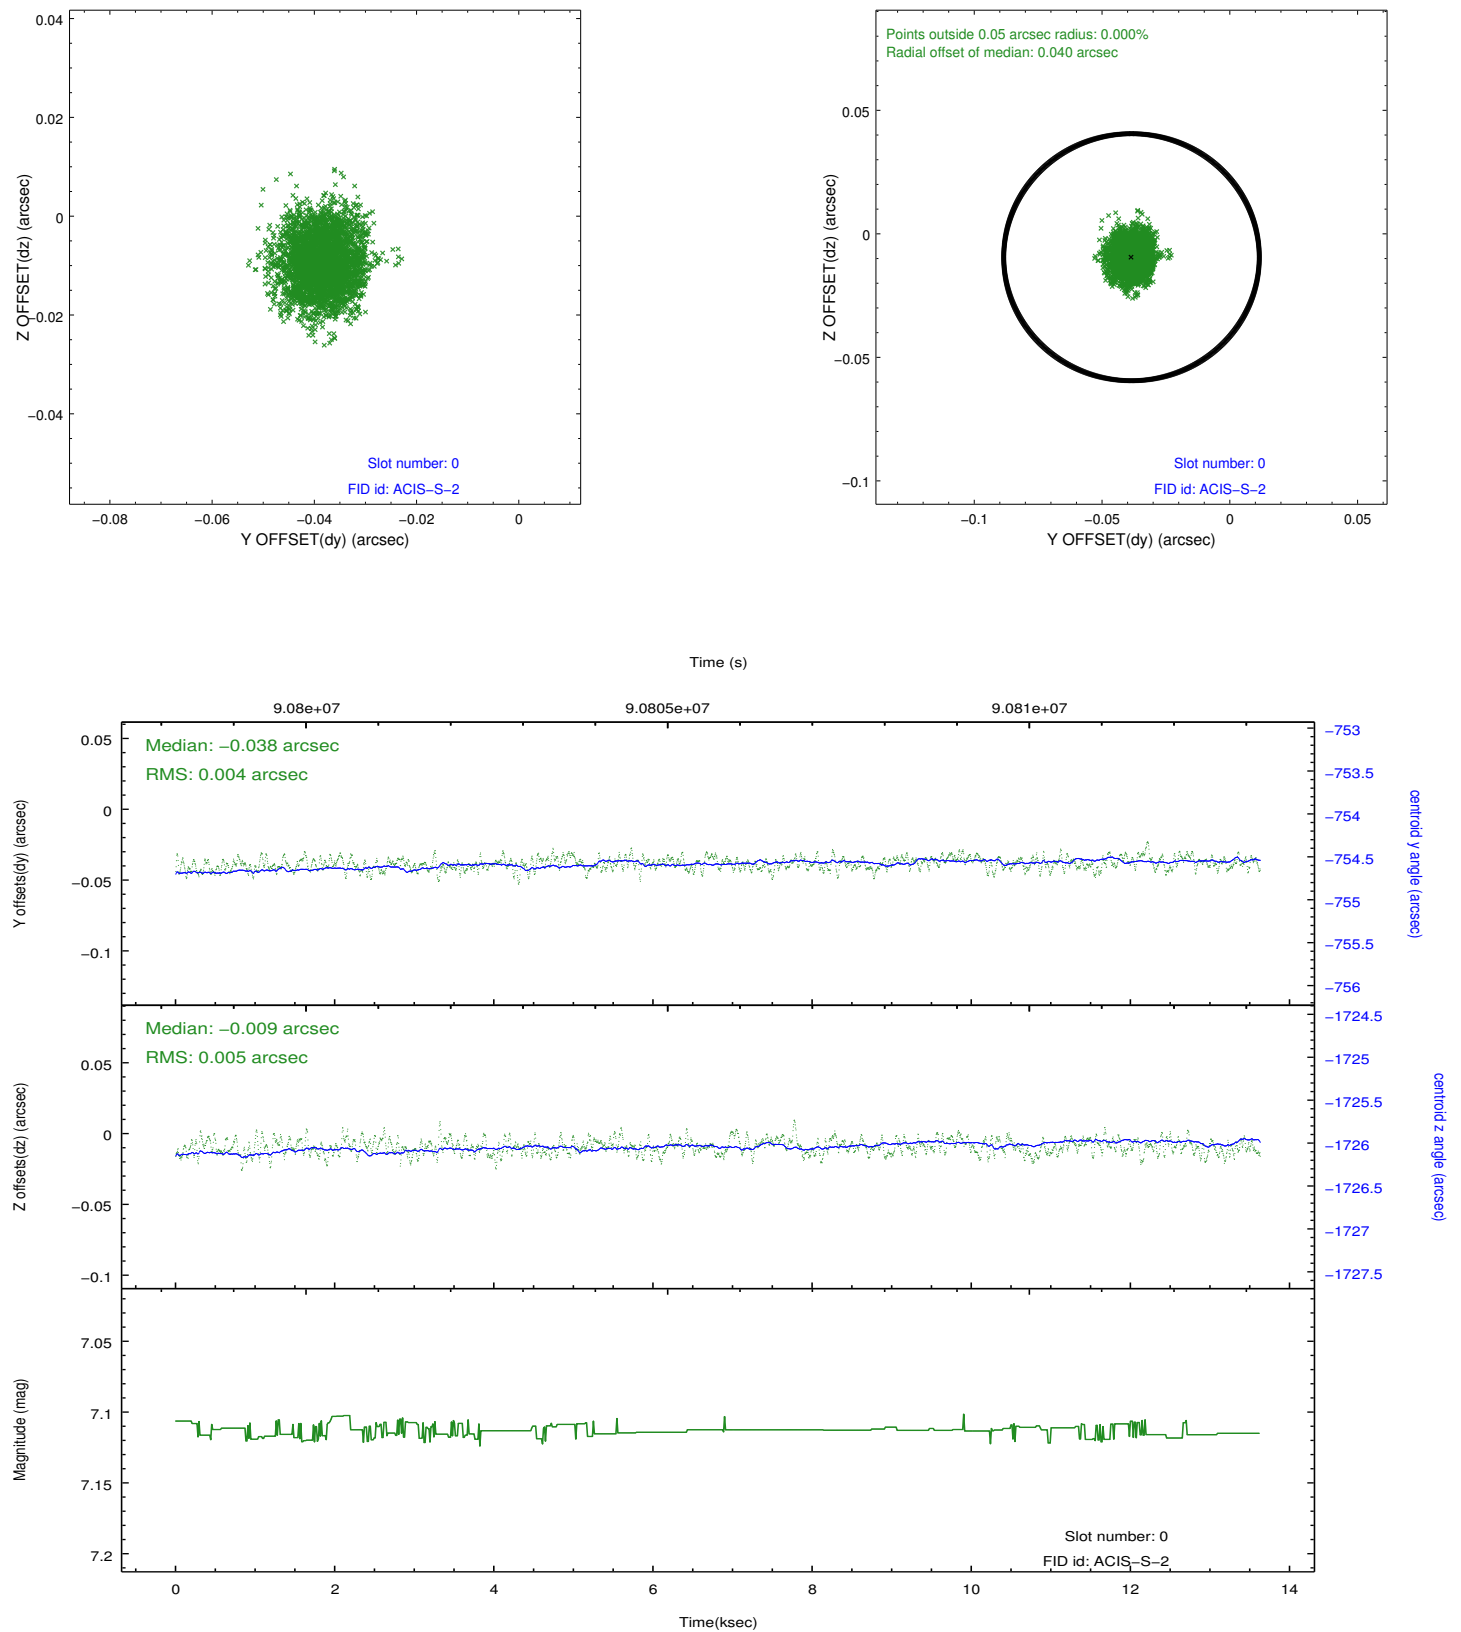 0.04
0.02
0
−0.02
−0.04
Z OFFSET(dz) (arcsec)
Slot number: 0
FID id: ACIS−S−2
−0.08
−0.06
−0.04
−0.02
0
Y OFFSET(dy) (arcsec)
Points outside 0.05 arcsec radius: 0.000%
Radial offset of median: 0.040 arcsec
0.05
0
−0.05
−0.1
Z OFFSET(dz) (arcsec)
Slot number: 0
FID id: ACIS−S−2
−0.1
−0.05
0
0.05
Y OFFSET(dy) (arcsec)
Time (s)
9.08e+07
9.0805e+07
9.081e+07
Median: −0.038 arcsec
RMS: 0.004 arcsec
0.05
0
−0.05
−0.1
Y offsets(dy) (arcsec)
−753
−753.5
−754
−754.5
−755
−755.5
−756
centroid y angle (arcsec)
Median: −0.009 arcsec
RMS: 0.005 arcsec
0.05
0
−0.05
−0.1
Z offsets(dz) (arcsec)
−1724.5
−1725
−1725.5
−1726
−1726.5
−1727
−1727.5
centroid z angle (arcsec)
7.05
7.1
7.15
7.2
Magnitude (mag)
Slot number: 0
FID id: ACIS−S−2
0
2
4
6
8
10
12
14
Time(ksec)